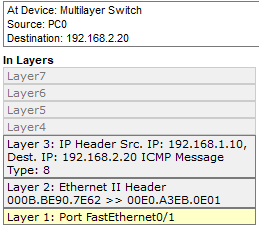 At Device: Multilayer Switch
Source: PC0
Destination: 192.168.2.20
In Layers
Layer7
Layer6
Layer5
Layer4
Layer 3: IP Header Src. IP: 192.168.1.10,
Dest. IP: 192.168.2.20 ICMP Message
Type: 8
Layer 2: Ethernet II Header
000B.BE90.7E62 >> 00E0.A3EB.0E01
Layer 1: Port FastEthernet0/1